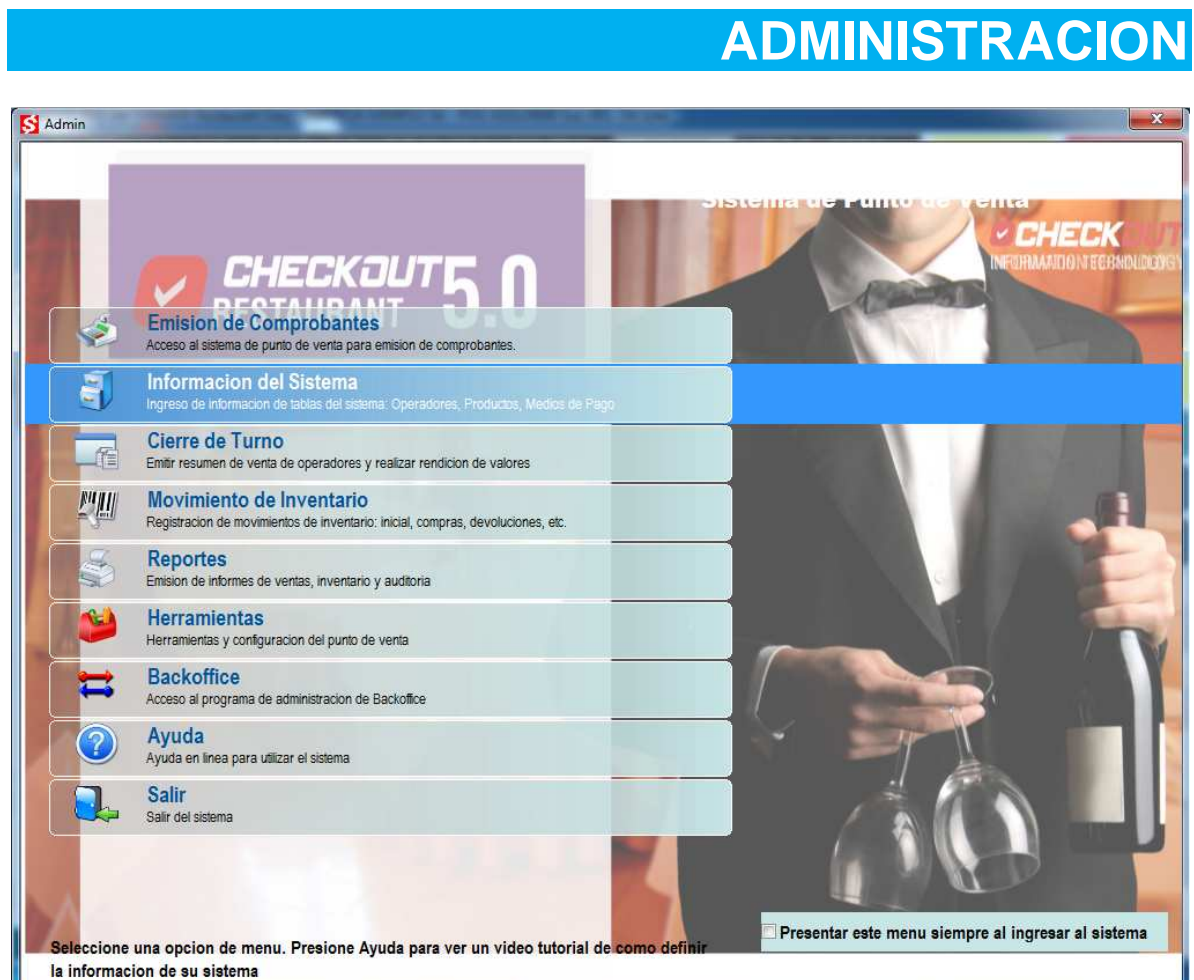 ADMINISTRACION
Admin
Sistema de Punto de Venta
CHECKOUT
INFORMATION TECHNOLOGY
CHECKOUT 5.0
RESTAURANT
Emision de Comprobantes
Acceso al sistema de punto de venta para emision de comprobantes.
Informacion del Sistema
Ingreso de informacion de tablas del sistema: Operadores, Productos, Medios de Pago
Cierre de Turno
Emitir resumen de venta de operadores y realizar rendicion de valores
Movimiento de Inventario
Registracion de movimientos de inventario: inicial, compras, devoluciones, etc.
Reportes
Emision de informes de ventas, inventario y auditoria
Herramientas
Herramientas y configuracion del punto de venta
Backoffice
Acceso al programa de administracion de Backoffice
Ayuda
Ayuda en linea para utilizar el sistema
Salir
Salir del sistema
Presentar este menu siempre al ingresar al sistema
Seleccione una opcion de menu. Presione Ayuda para ver un video tutorial de como definir
la informacion de su sistema